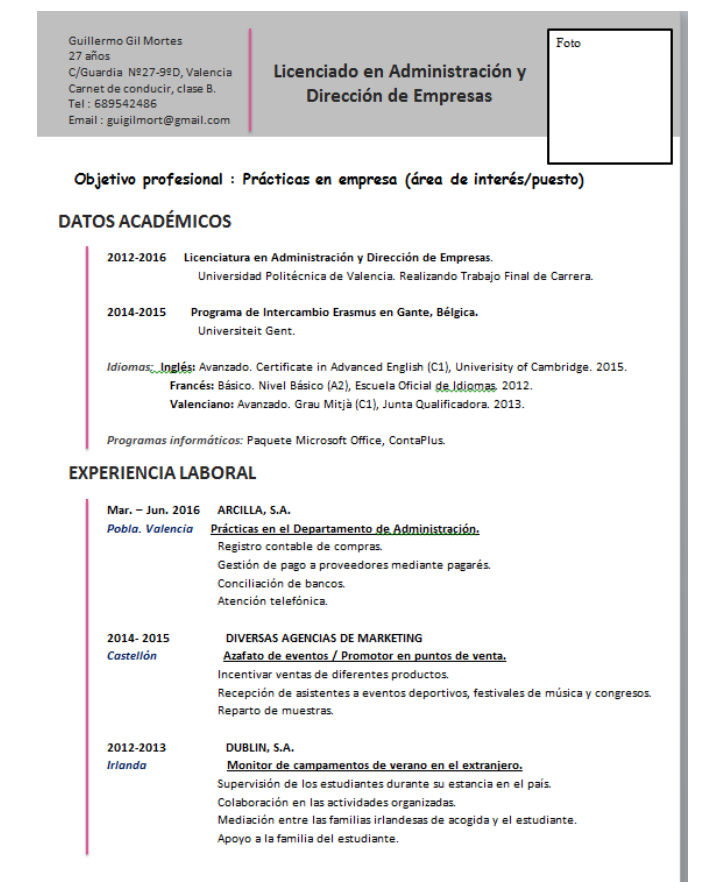 Guillermo Gil Mortes
27 años
C/Guardia Nº27-9ºD, Valencia
Carnet de conducir, clase B.
Tel : 689542486
Email : guigilmort@gmail.com
Licenciado en Administración y
Dirección de Empresas
Foto
Objetivo profesional : Prácticas en empresa (área de interés/puesto)
DATOS ACADÉMICOS
2012-2016 Licenciatura en Administración y Dirección de Empresas.
Universidad Politécnica de Valencia. Realizando Trabajo Final de Carrera.
2014-2015 Programa de Intercambio Erasmus en Gante, Bélgica.
Universiteit Gent.
Idiomas: Inglés: Avanzado. Certificate in Advanced English (C1), Univerisity of Cambridge. 2015.
Francés: Básico. Nivel Básico (A2), Escuela Oficial de Idiomas. 2012.
Valenciano: Avanzado. Grau Mitjà (C1), Junta Qualificadora. 2013.
Programas informáticos: Paquete Microsoft Office, ContaPlus.
EXPERIENCIA LABORAL
Mar. – Jun. 2016 ARCILLA, S.A.
Pobla. Valencia Prácticas en el Departamento de Administración.
Registro contable de compras.
Gestión de pago a proveedores mediante pagarés.
Conciliación de bancos.
Atención telefónica.
2014- 2015 DIVERSAS AGENCIAS DE MARKETING
Castellón Azafato de eventos / Promotor en puntos de venta.
Incentivar ventas de diferentes productos.
Recepción de asistentes a eventos deportivos, festivales de música y congresos.
Reparto de muestras.
2012-2013 DUBLIN, S.A.
Irlanda Monitor de campamentos de verano en el extranjero.
Supervisión de los estudiantes durante su estancia en el país.
Colaboración en las actividades organizadas.
Mediación entre las familias irlandesas de acogida y el estudiante.
Apoyo a la familia del estudiante.